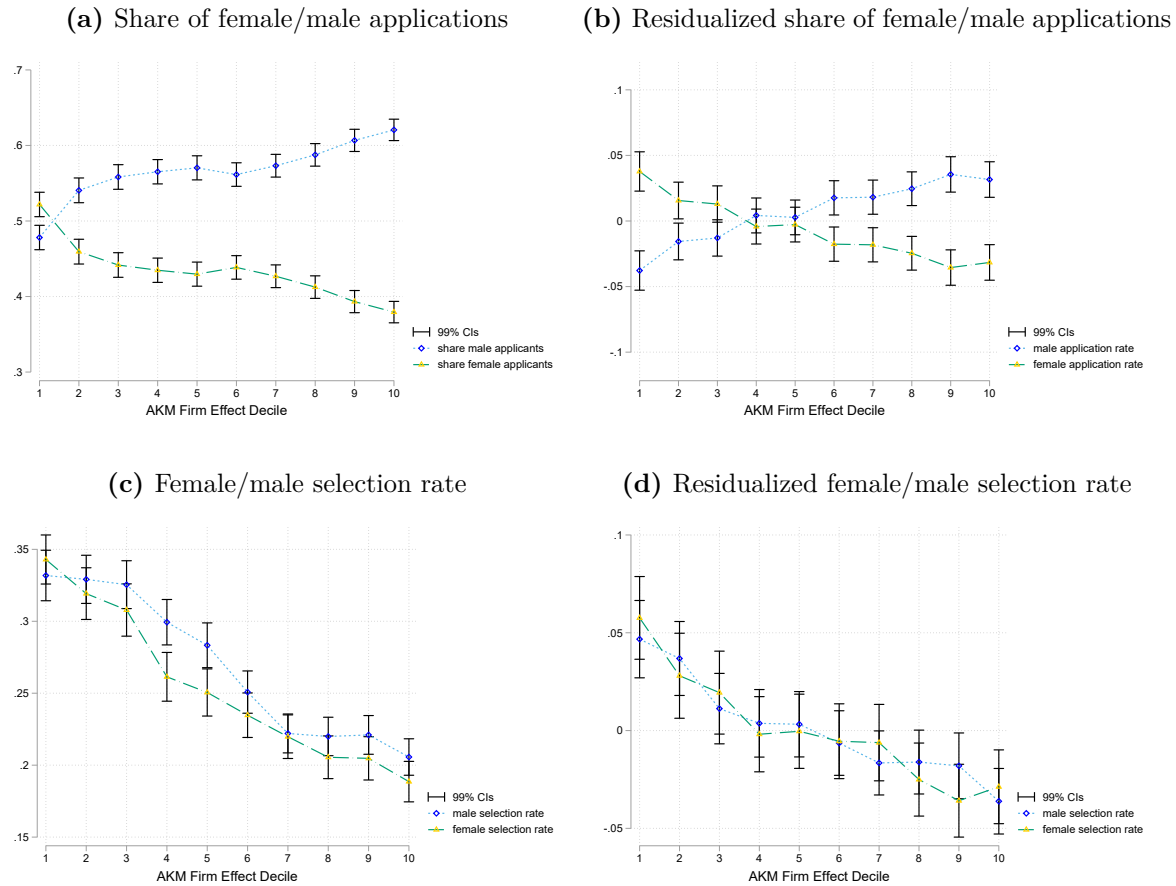 (a) Share of female/male applications
.7
.6
.5
.4
.3
1 2 3 4 5 6 7 8 9 10
AKM Firm Effect Decile
99% CIs
share male applicants
share female applicants
(b) Residualized share of female/male applications
.1
.05
0
-.05
-.1
1 2 3 4 5 6 7 8 9 10
AKM Firm Effect Decile
99% CIs
male application rate
female application rate
(c) Female/male selection rate
.35
.3
.25
.2
.15
1 2 3 4 5 6 7 8 9 10
AKM Firm Effect Decile
99% CIs
male selection rate
female selection rate
(d) Residualized female/male selection rate
.1
.05
0
-.05
1 2 3 4 5 6 7 8 9 10
AKM Firm Effect Decile
99% CIs
male selection rate
female selection rate